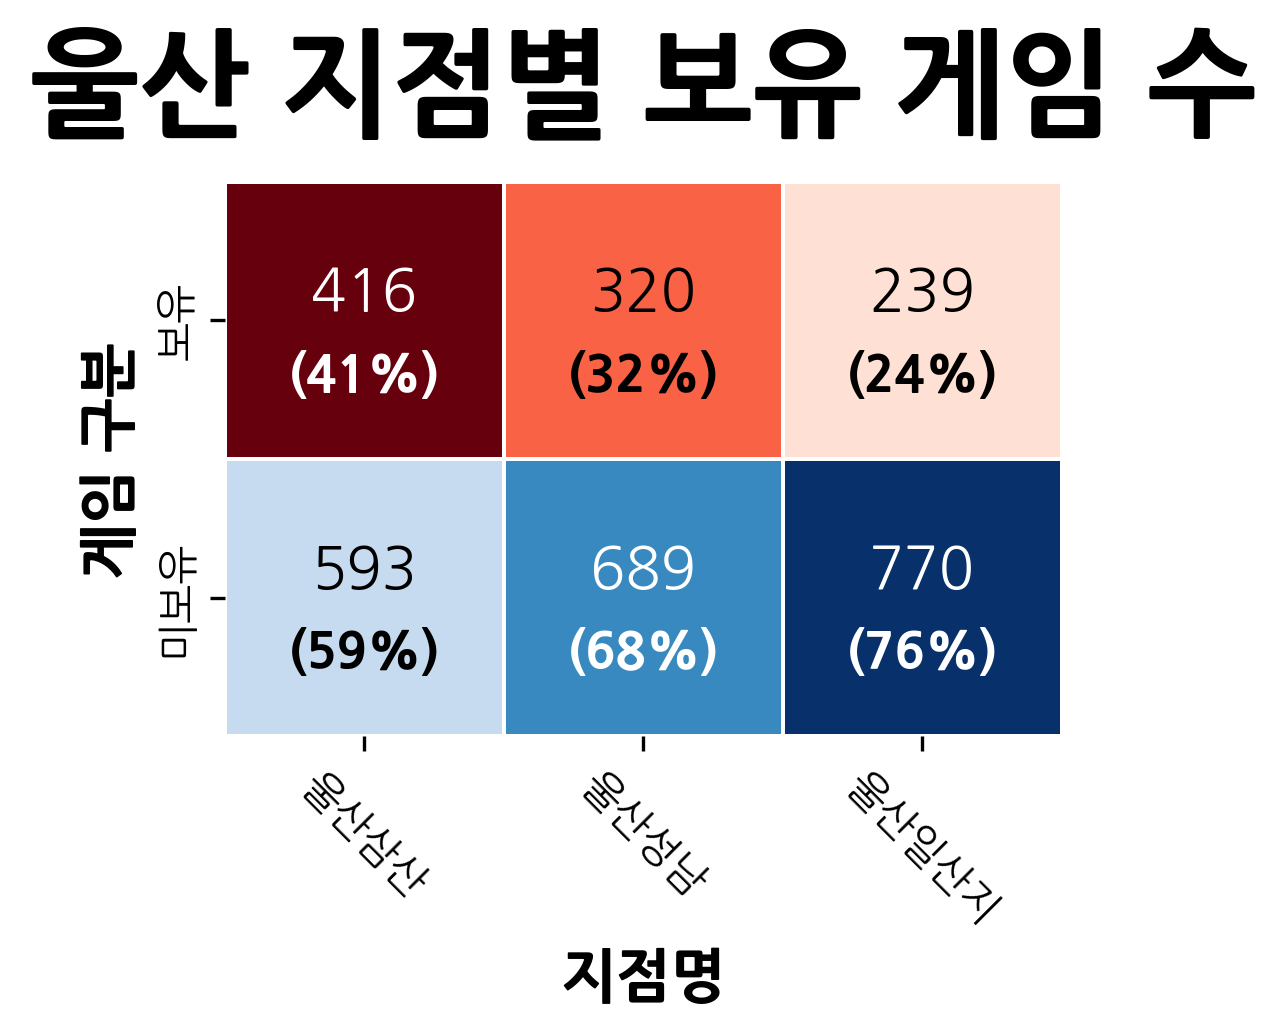 울산 지점별 보유 게임 수
게임 구분
보유
416
(41%)
320
(32%)
239
(24%)
미보유
593
(59%)
689
(68%)
770
(76%)
울산삼산
울산성남
울산일산지
지점명